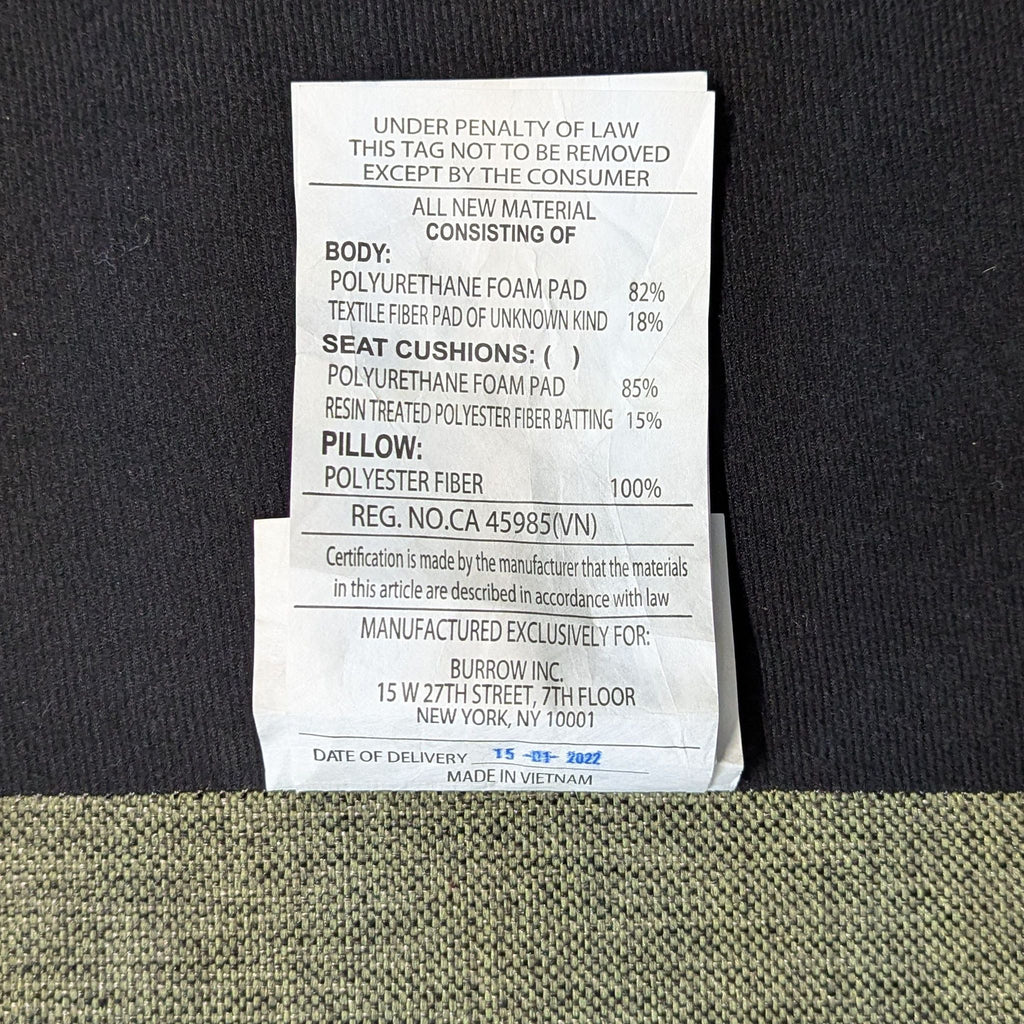 UNDER PENALTY OF LAW
THIS TAG NOT TO BE REMOVED
EXCEPT BY THE CONSUMER
ALL NEW MATERIAL
CONSISTING OF
BODY:
POLYURETHANE FOAM PAD 82%
TEXTILE FIBER PAD OF UNKNOWN KIND 18%
SEAT CUSHIONS: ( )
POLYURETHANE FOAM PAD 85%
RESIN TREATED POLYESTER FIBER BATTING 15%
PILLOW:
POLYESTER FIBER 100%
REG. NO.CA 45985(VN)
Certification is made by the manufacturer that the materials
in this article are described in accordance with law
MANUFACTURED EXCLUSIVELY FOR:
BURROW INC.
15 W 27TH STREET, 7TH FLOOR
NEW YORK, NY 10001
DATE OF DELIVERY 15 -01- 2022
MADE IN VIETNAM